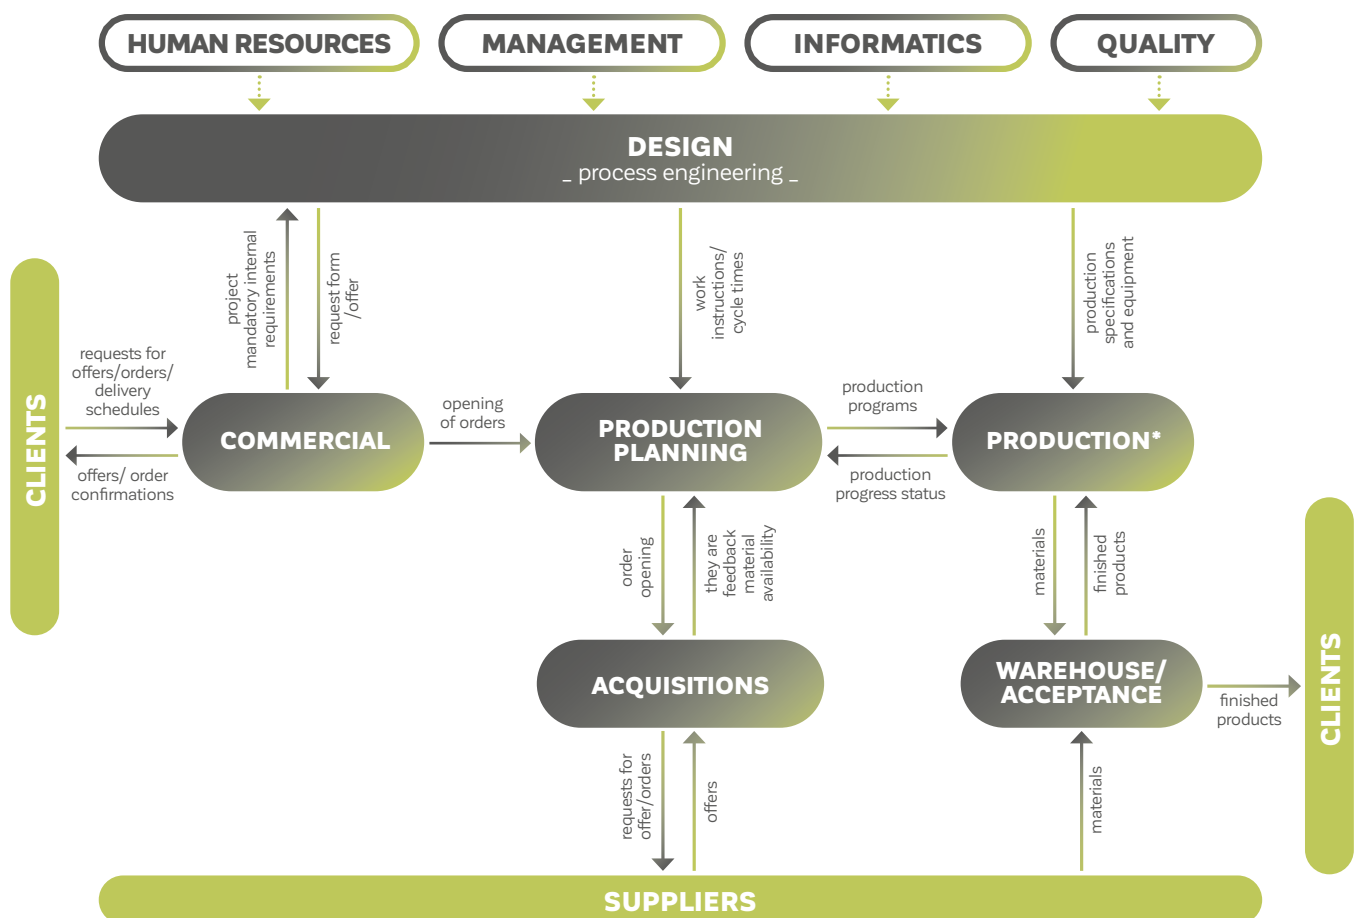 HUMAN RESOURCES
MANAGEMENT
INFORMATICS
QUALITY
DESIGN
_ process engineering _
project
mandatory internal
requirements
request form
/offer
work
instructions/
cycle times
production
specifications
and equipment
CLIENTS
requests for
offers/orders/
delivery
schedules
offers/ order
confirmations
COMMERCIAL
opening
of orders
PRODUCTION
PLANNING
production
programs
production
progress status
PRODUCTION*
order
opening
they are
feedback
material
availability
materials
finished
products
ACQUISITIONS
WAREHOUSE/
ACCEPTANCE
finished
products
CLIENTS
requests for
offer/orders
offers
materials
SUPPLIERS